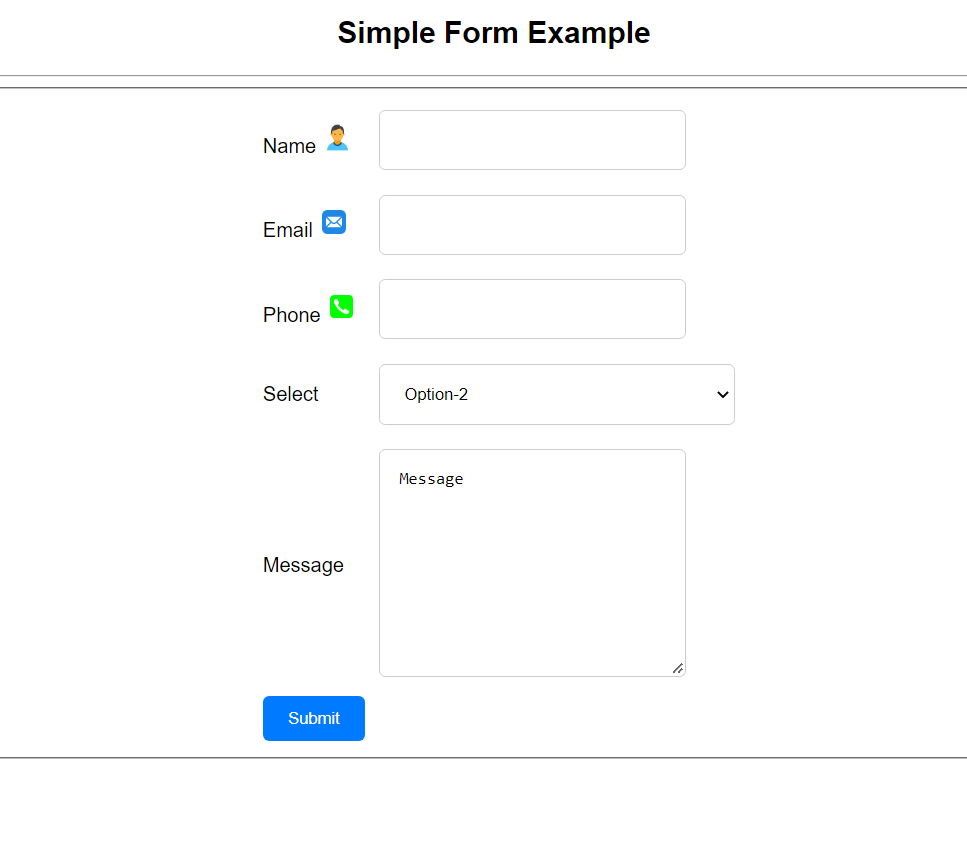 Simple Form Example
Name
Email
Phone
Select Option-2
Message
Message
Submit